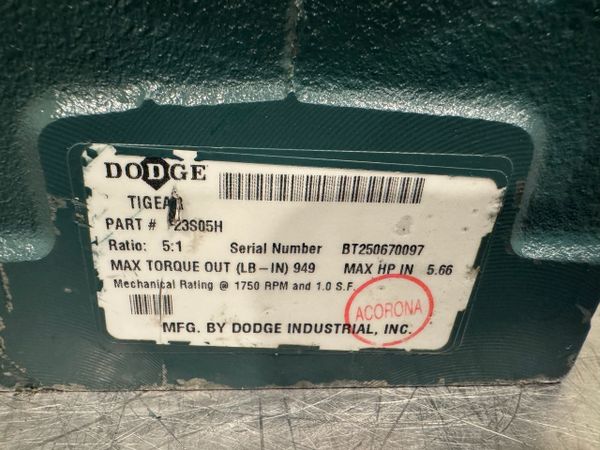 DODGE
TIGEAR
PART # 23S05H
Ratio: 5:1 Serial Number BT250670097
MAX TORQUE OUT (LB-IN) 949 MAX HP IN 5.66
Mechanical Rating @ 1750 RPM and 1.0 S.F.
ACORONA
MFG. BY DODGE INDUSTRIAL, INC.